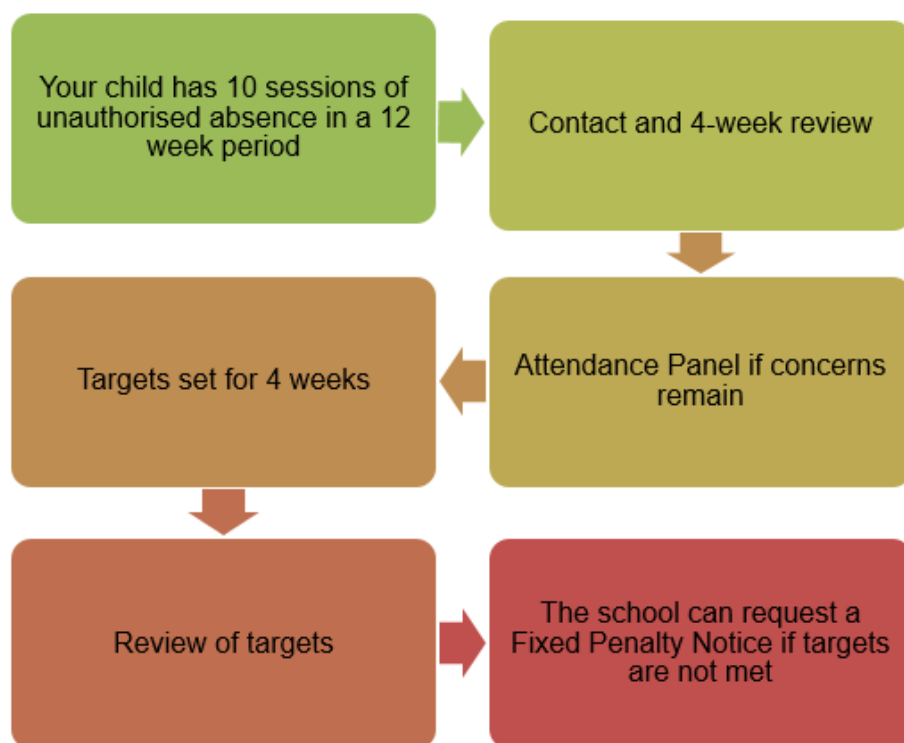 Your child has 10 sessions of
unauthorised absence in a 12
week period
Contact and 4-week review
Attendance Panel if concerns
remain
Targets set for 4 weeks
Review of targets
The school can request a
Fixed Penalty Notice if targets
are not met